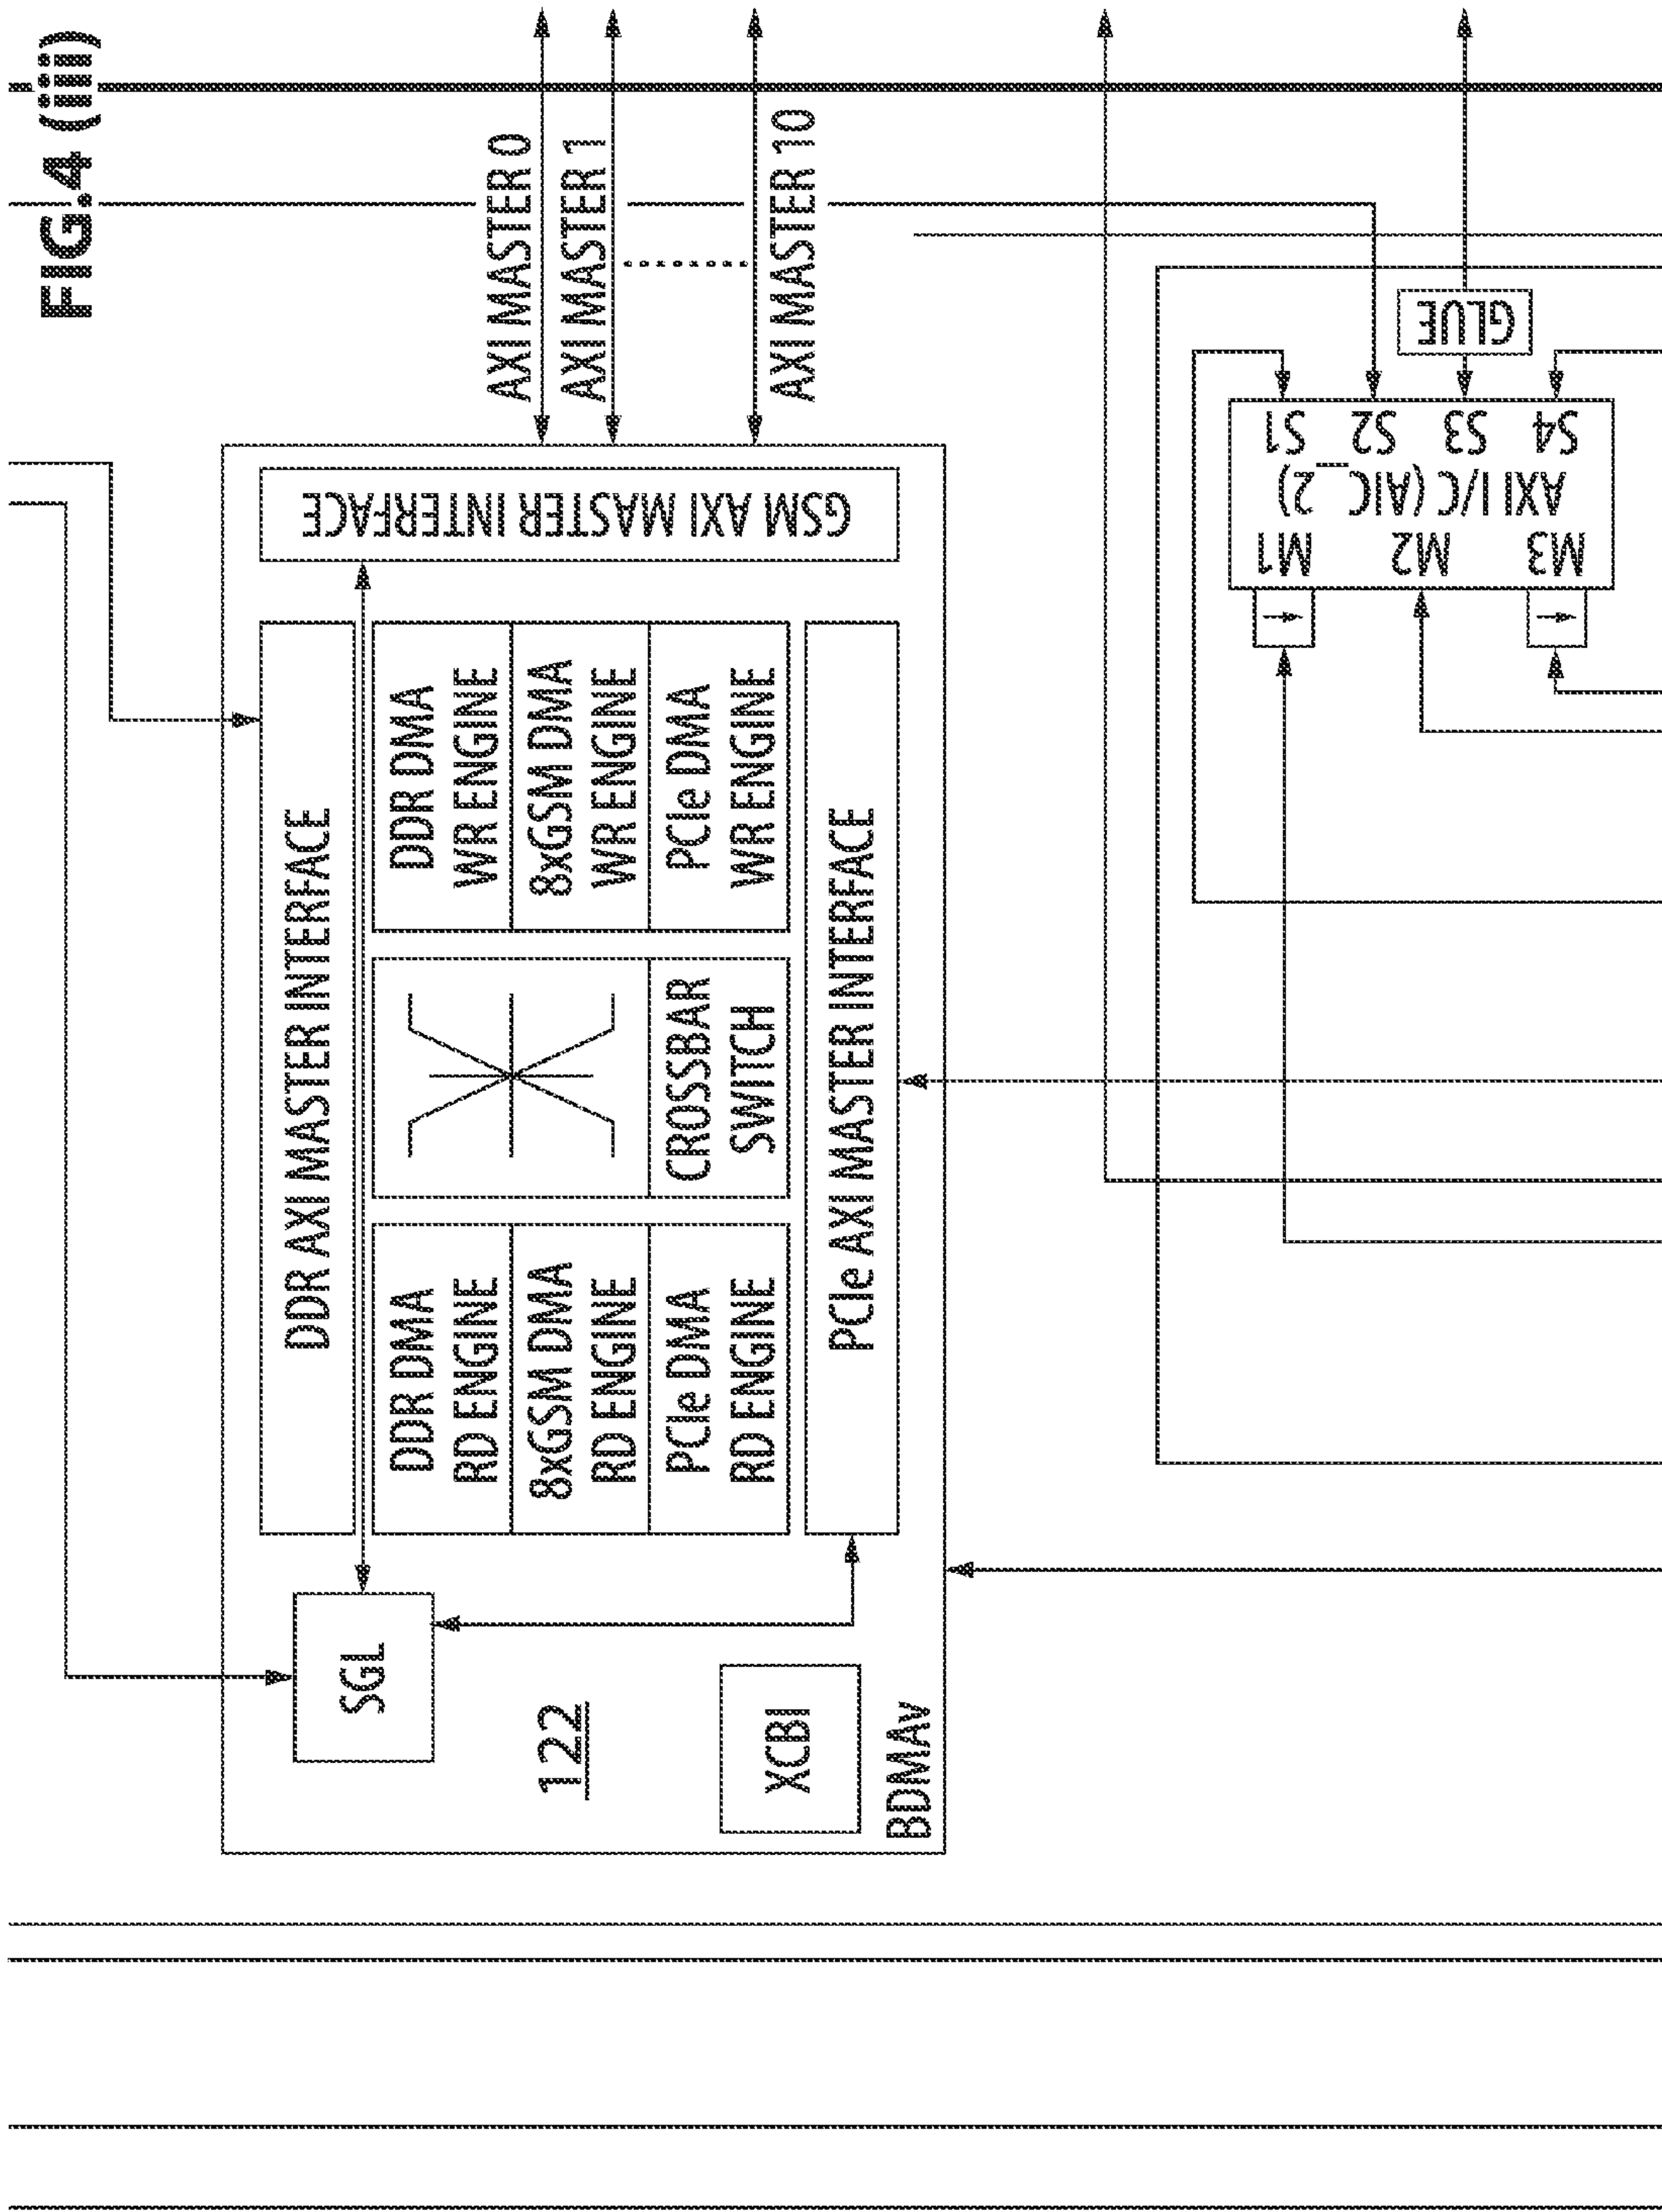 FIG.4 (iii)
AXI MASTER 0
AXI MASTER 1
AXI MASTER 10
GSM AXI MASTER INTERFACE
DDR AXI MASTER INTERFACE
DDR DMA
RD ENGINE
8xGSM DMA
RD ENGINE
PCIe DMA
RD ENGINE
CROSSBAR
SWITCH
DDR DMA
WR ENGINE
8xGSM DMA
WR ENGINE
PCIe DMA
WR ENGINE
PCIe AXI MASTER INTERFACE
SGL
122
XCBI
BDMAv
GLUE
S1
S2
S3
S4
AXI I/C (AIC_2)
M1
M2
M3